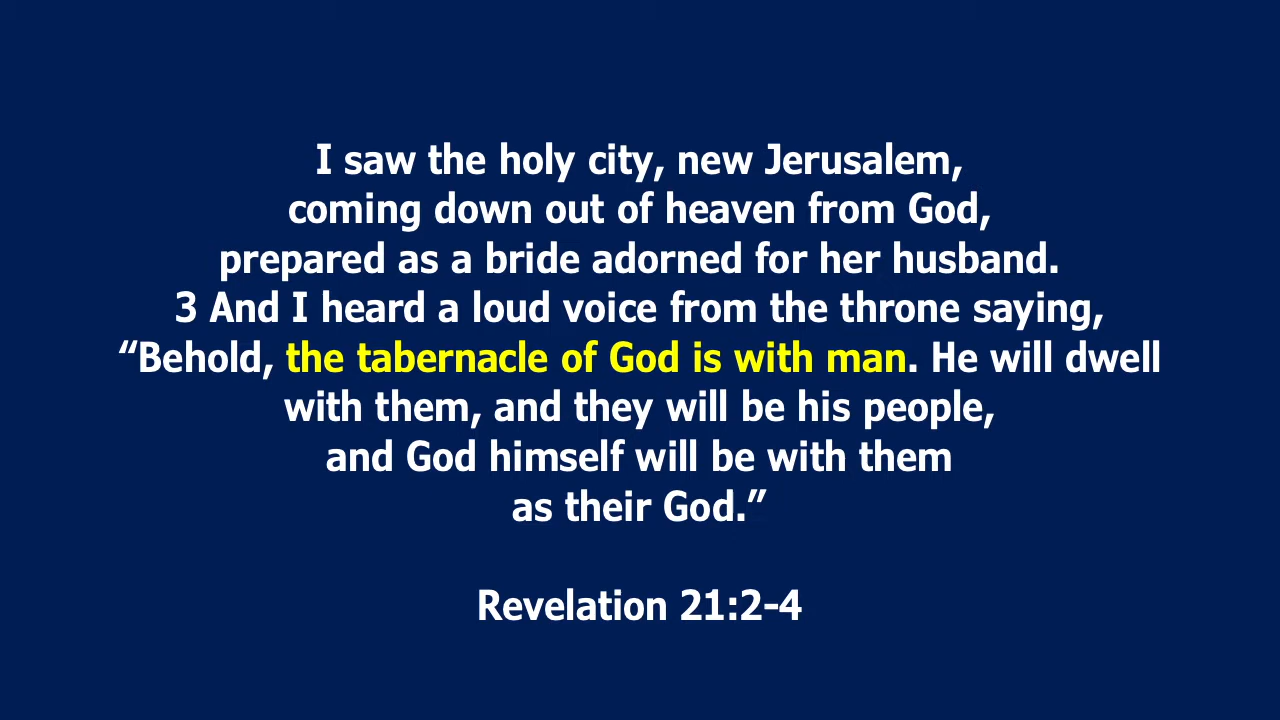 I saw the holy city, new Jerusalem,
coming down out of heaven from God,
prepared as a bride adorned for her husband.
3 And I heard a loud voice from the throne saying,
“Behold, the tabernacle of God is with man. He will dwell
with them, and they will be his people,
and God himself will be with them
as their God.”
Revelation 21:2-4